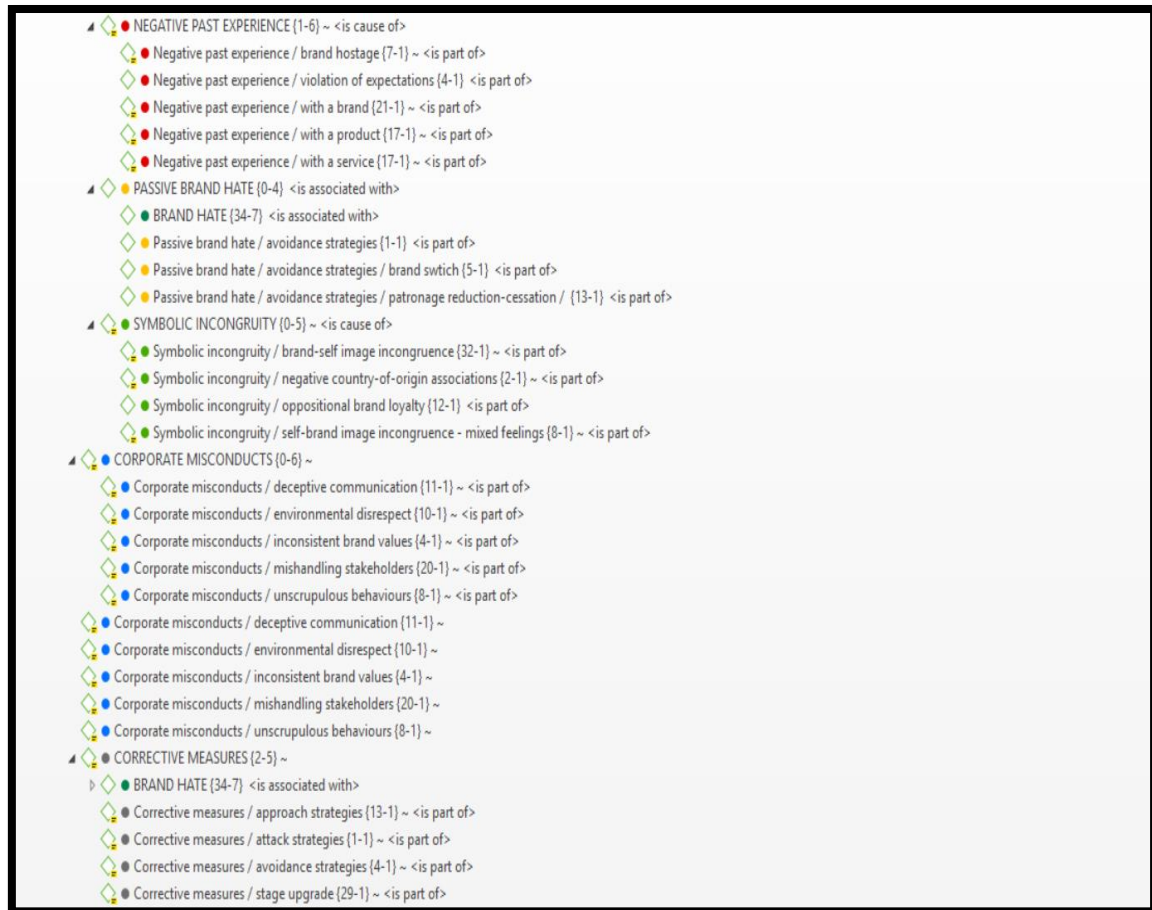 NEGATIVE PAST EXPERIENCE {1-6} ~ <is cause of>
Negative past experience / brand hostage {7-1} ~ <is part of>
Negative past experience / violation of expectations {4-1} <is part of>
Negative past experience / with a brand {21-1} ~ <is part of>
Negative past experience / with a product {17-1} ~ <is part of>
Negative past experience / with a service {17-1} ~ <is part of>
PASSIVE BRAND HATE {0-4} <is associated with>
BRAND HATE {34-7} <is associated with>
Passive brand hate / avoidance strategies {1-1} <is part of>
Passive brand hate / avoidance strategies / brand swtich {5-1} <is part of>
Passive brand hate / avoidance strategies / patronage reduction-cessation / {13-1} <is part of>
SYMBOLIC INCONGRUITY {0-5} ~ <is cause of>
Symbolic incongruity / brand-self image incongruence {32-1} ~ <is part of>
Symbolic incongruity / negative country-of-origin associations {2-1} ~ <is part of>
Symbolic incongruity / oppositional brand loyalty {12-1} <is part of>
Symbolic incongruity / self-brand image incongruence - mixed feelings {8-1} ~ <is part of>
CORPORATE MISCONDUCTS {0-6} ~
Corporate misconducts / deceptive communication {11-1} ~ <is part of>
Corporate misconducts / environmental disrespect {10-1} ~ <is part of>
Corporate misconducts / inconsistent brand values {4-1} ~ <is part of>
Corporate misconducts / mishandling stakeholders {20-1} ~ <is part of>
Corporate misconducts / unscrupulous behaviours {8-1} ~ <is part of>
Corporate misconducts / deceptive communication {11-1} ~
Corporate misconducts / environmental disrespect {10-1} ~
Corporate misconducts / inconsistent brand values {4-1} ~
Corporate misconducts / mishandling stakeholders {20-1} ~
Corporate misconducts / unscrupulous behaviours {8-1} ~
CORRECTIVE MEASURES {2-5} ~
BRAND HATE {34-7} <is associated with>
Corrective measures / approach strategies {13-1} ~ <is part of>
Corrective measures / attack strategies {1-1} ~ <is part of>
Corrective measures / avoidance strategies {4-1} ~ <is part of>
Corrective measures / stage upgrade {29-1} ~ <is part of>